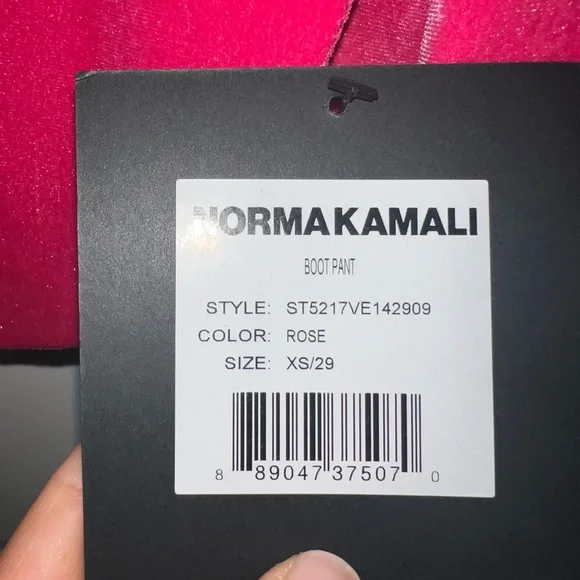 NORMA KAMALI
BOOT PANT
STYLE: ST5217VE142909
COLOR: ROSE
SIZE: XS/29
8 89047 37507 0